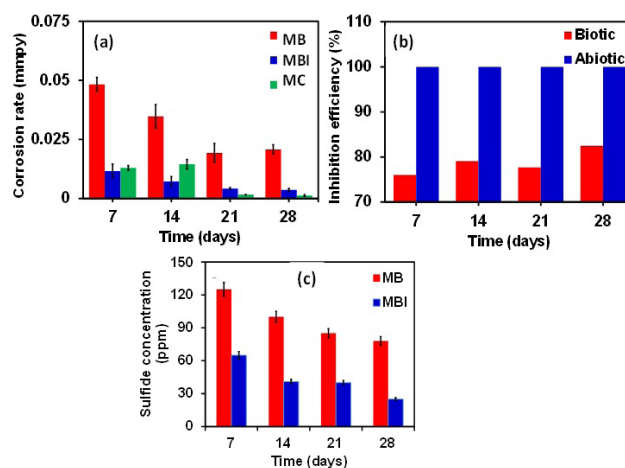 (a)
MB
MBI
MC
Corrosion rate (mmpy)
0.05
0.025
0
7 14 21 28
Time (days)
(b)
Biotic
Abiotic
Inhibition efficiency (%)
110
100
90
80
70
7 14 21 28
Time (days)
(c)
MB
MBI
Sulfide concentration
(ppm)
150
120
90
60
30
0
7 14 21 28
Time (days)